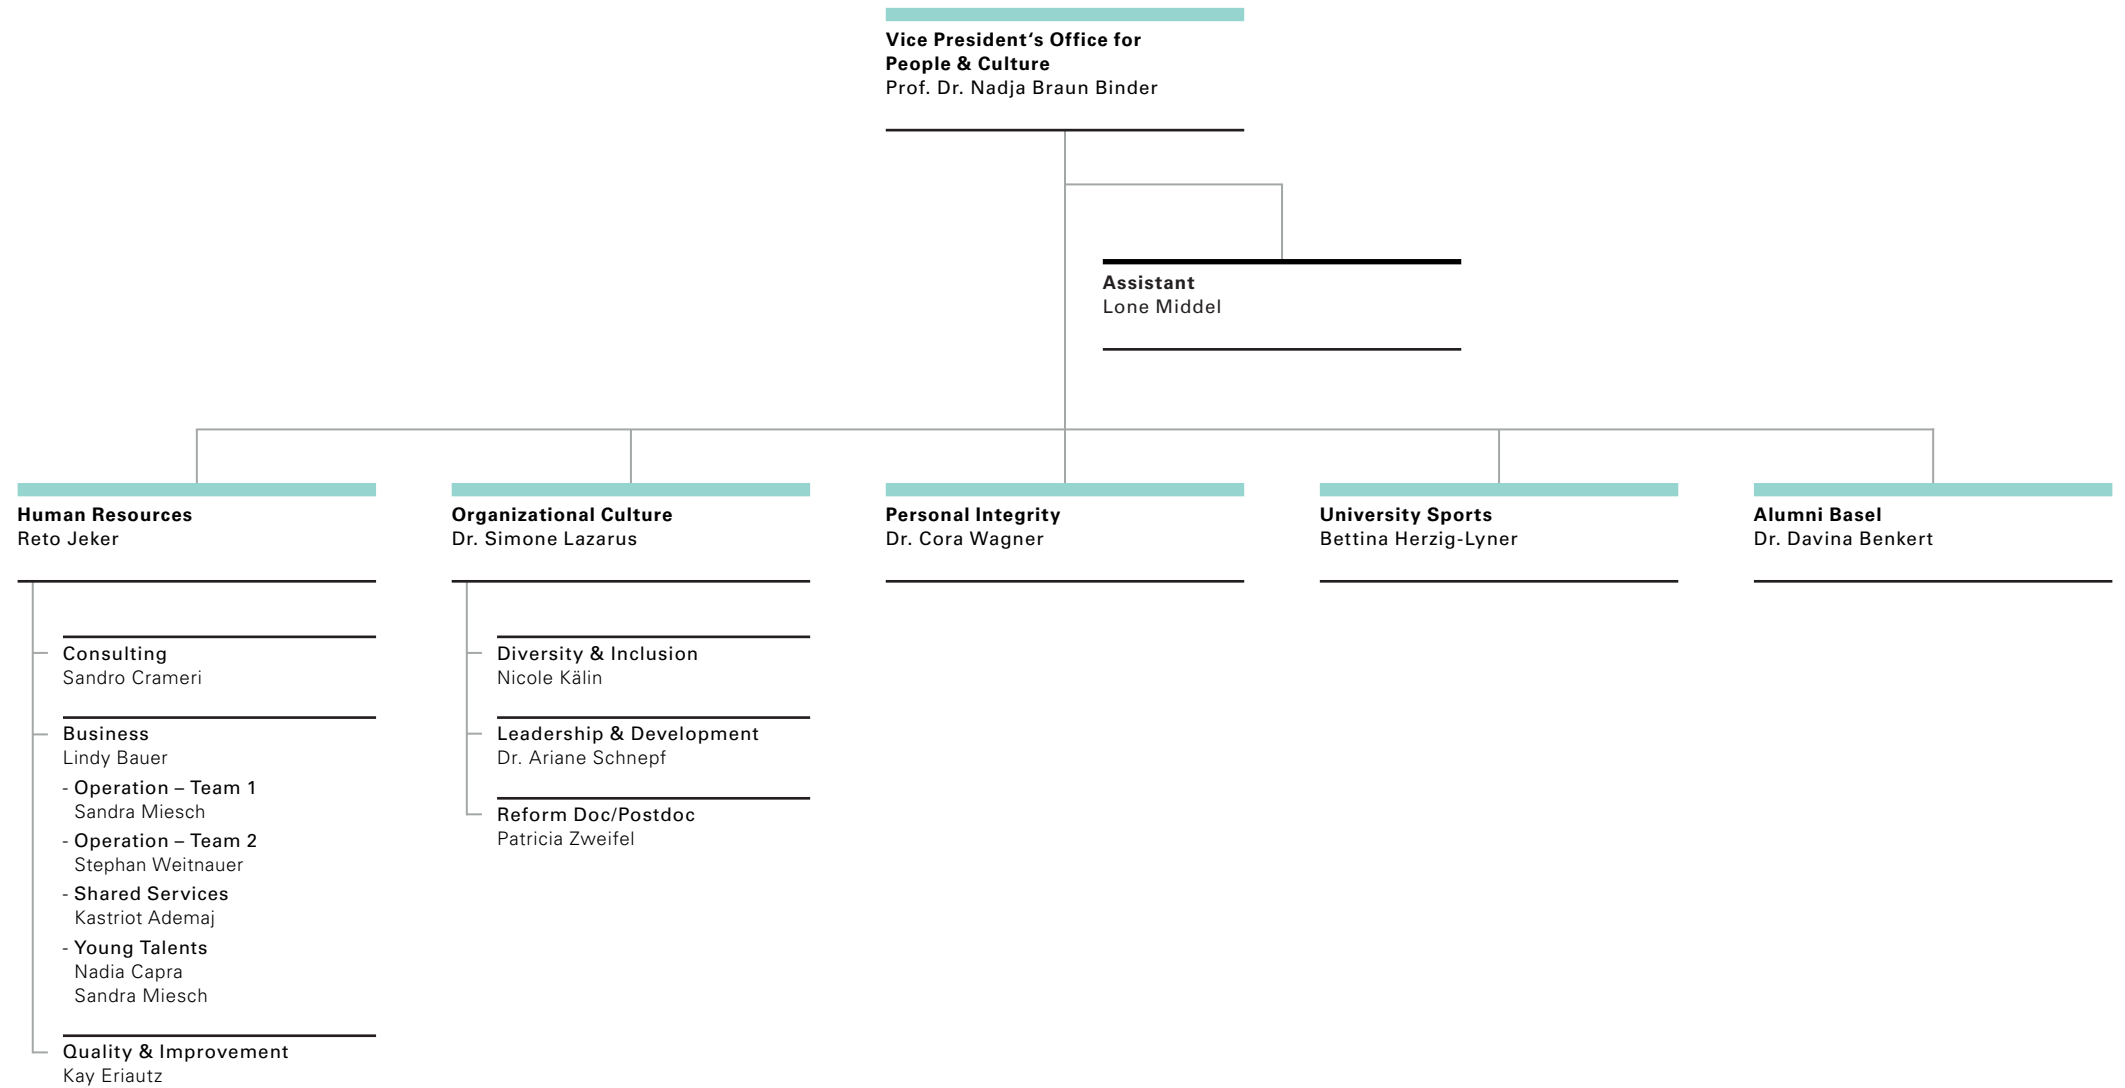 Vice President‘s Office for
People & Culture
Prof. Dr. Nadja Braun Binder
Assistant
Lone Middel
Human Resources
Reto Jeker
Consulting
Sandro Crameri
Business
Lindy Bauer
- Operation – Team 1
Sandra Miesch
- Operation – Team 2
Stephan Weitnauer
- Shared Services
Kastriot Ademaj
- Young Talents
Nadia Capra
Sandra Miesch
Quality & Improvement
Kay Eriautz
Organizational Culture
Dr. Simone Lazarus
Diversity & Inclusion
Nicole Kälin
Leadership & Development
Dr. Ariane Schnepf
Reform Doc/Postdoc
Patricia Zweifel
Personal Integrity
Dr. Cora Wagner
University Sports
Bettina Herzig-Lyner
Alumni Basel
Dr. Davina Benkert